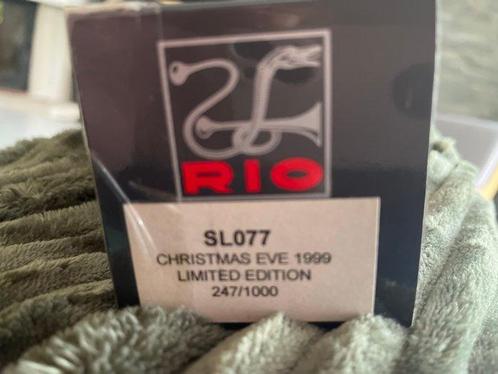 RIO
SL077
CHRISTMAS EVE 1999
LIMITED EDITION
247/1000